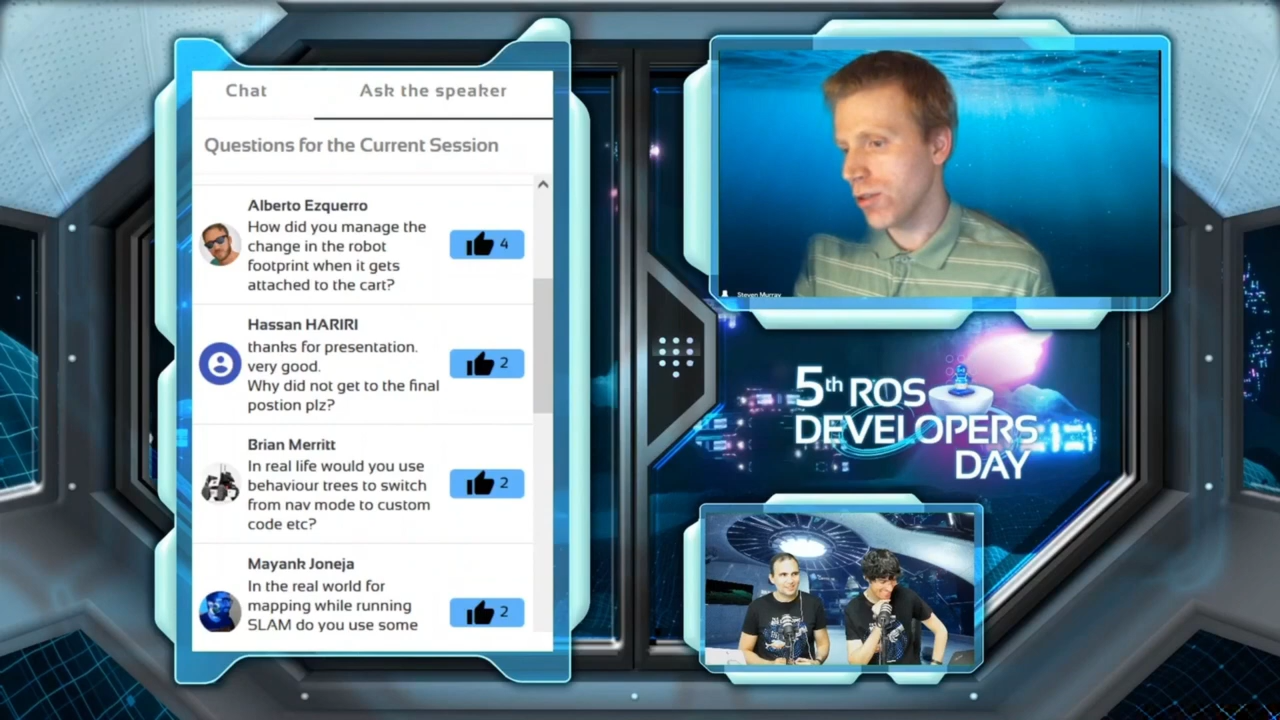 Chat
Ask the speaker
Questions for the Current Session
Alberto Ezquerro
How did you manage the
change in the robot
footprint when it gets
attached to the cart?
4
Hassan HARIRI
thanks for presentation.
very good.
Why did not get to the final
postion plz?
2
Brian Merritt
In real life would you use
behaviour trees to switch
from nav mode to custom
code etc?
2
Mayank Joneja
In the real world for
mapping while running
SLAM do you use some
2
Steven Murray
5th ROS
DEVELOPERS
DAY